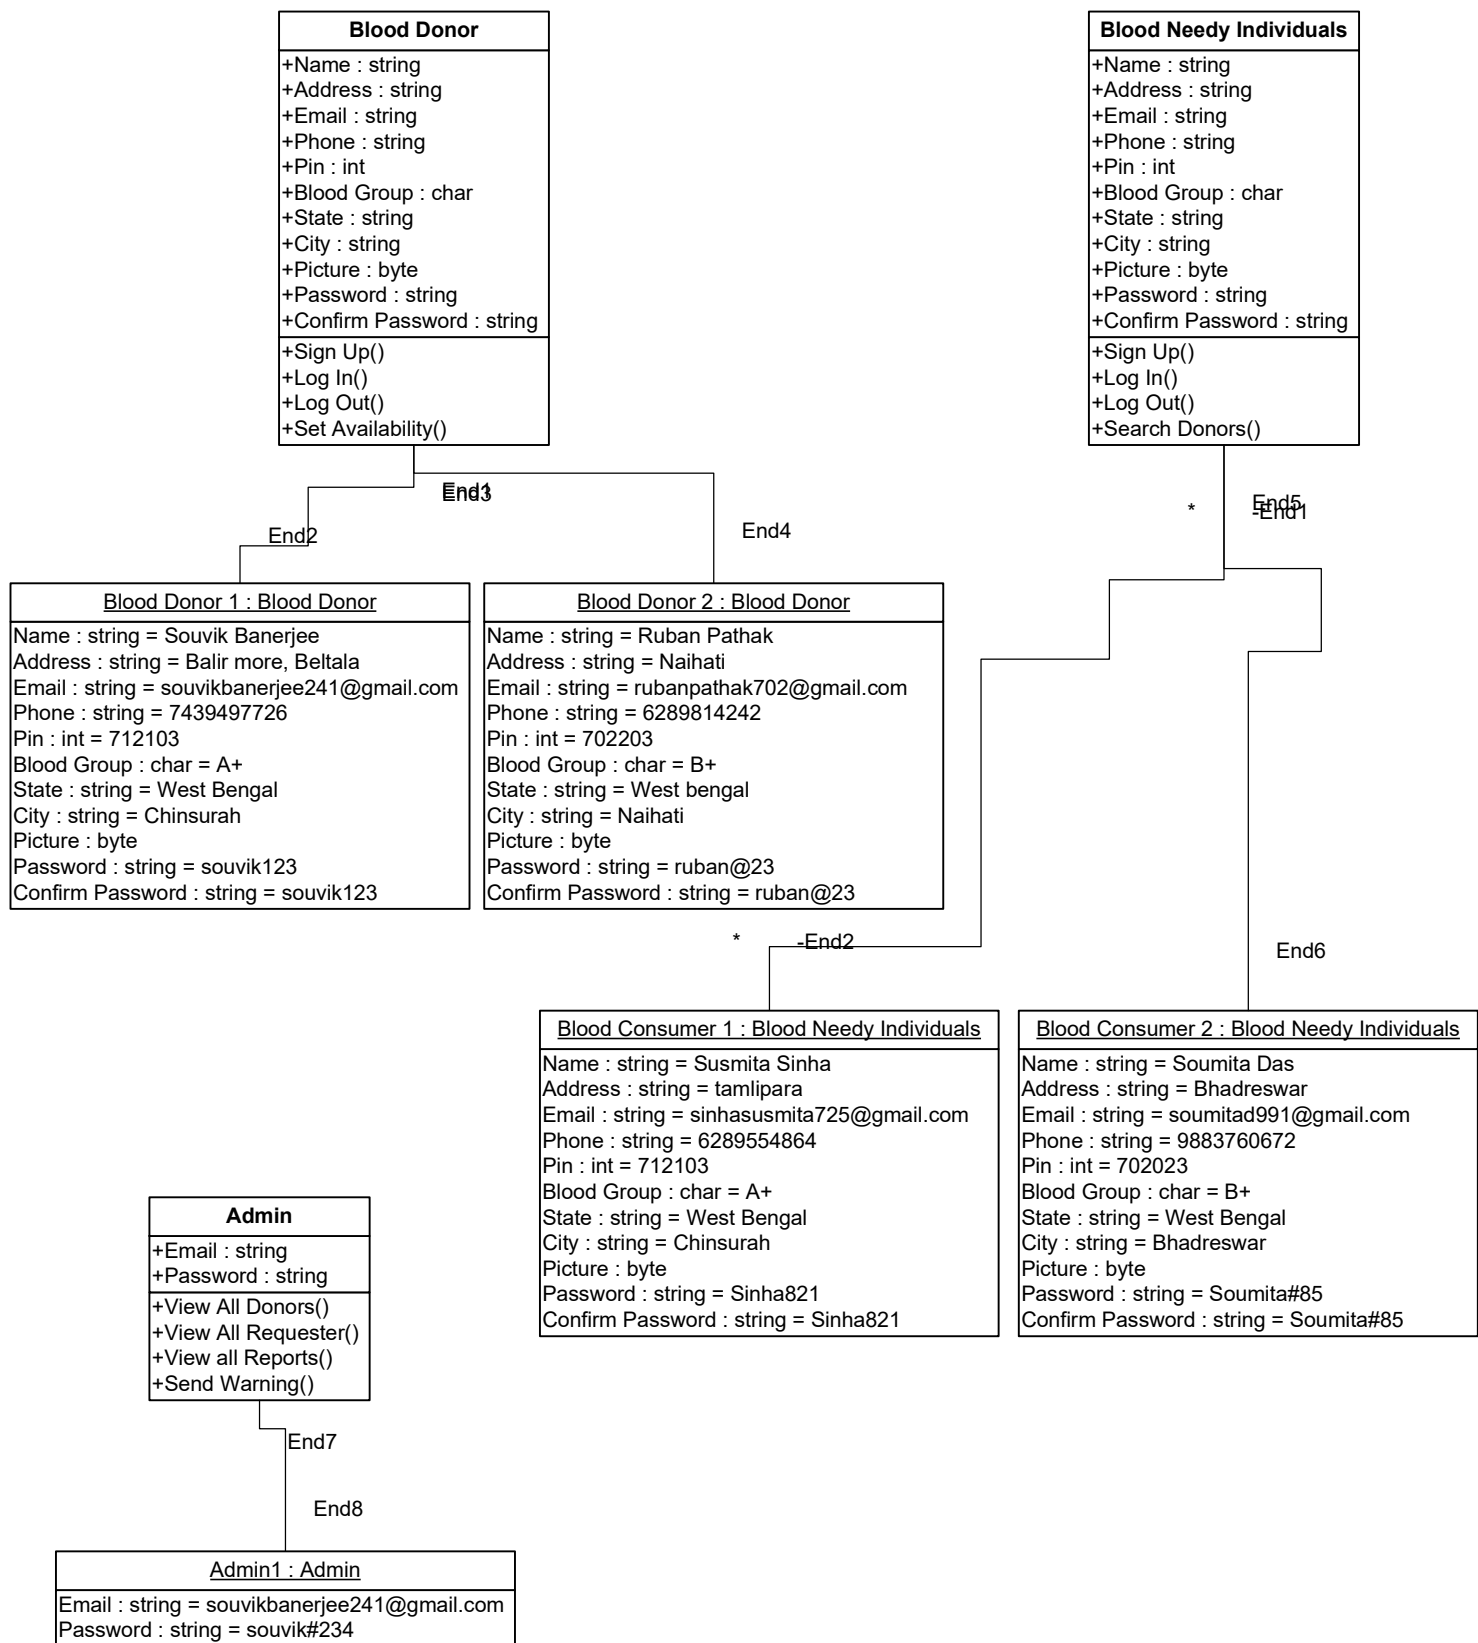 Blood Donor
+Name : string
+Address : string
+Email : string
+Phone : string
+Pin : int
+Blood Group : char
+State : string
+City : string
+Picture : byte
+Password : string
+Confirm Password : string
+Sign Up()
+Log In()
+Log Out()
+Set Availability()
Blood Needy Individuals
+Name : string
+Address : string
+Email : string
+Phone : string
+Pin : int
+Blood Group : char
+State : string
+City : string
+Picture : byte
+Password : string
+Confirm Password : string
+Sign Up()
+Log In()
+Log Out()
+Search Donors()
End1
End3
End2
End4
*
End5
-End1
Blood Donor 1 : Blood Donor
Name : string = Souvik Banerjee
Address : string = Balir more, Beltala
Email : string = souvikbanerjee241@gmail.com
Phone : string = 7439497726
Pin : int = 712103
Blood Group : char = A+
State : string = West Bengal
City : string = Chinsurah
Picture : byte
Password : string = souvik123
Confirm Password : string = souvik123
Blood Donor 2 : Blood Donor
Name : string = Ruban Pathak
Address : string = Naihati
Email : string = rubanpathak702@gmail.com
Phone : string = 6289814242
Pin : int = 702203
Blood Group : char = B+
State : string = West bengal
City : string = Naihati
Picture : byte
Password : string = ruban@23
Confirm Password : string = ruban@23
*
-End2
End6
Blood Consumer 1 : Blood Needy Individuals
Name : string = Susmita Sinha
Address : string = tamlipara
Email : string = sinhasusmita725@gmail.com
Phone : string = 6289554864
Pin : int = 712103
Blood Group : char = A+
State : string = West Bengal
City : string = Chinsurah
Picture : byte
Password : string = Sinha821
Confirm Password : string = Sinha821
Blood Consumer 2 : Blood Needy Individuals
Name : string = Soumita Das
Address : string = Bhadreswar
Email : string = soumitad991@gmail.com
Phone : string = 9883760672
Pin : int = 702023
Blood Group : char = B+
State : string = West Bengal
City : string = Bhadreswar
Picture : byte
Password : string = Soumita#85
Confirm Password : string = Soumita#85
Admin
+Email : string
+Password : string
+View All Donors()
+View All Requester()
+View all Reports()
+Send Warning()
End7
End8
Admin1 : Admin
Email : string = souvikbanerjee241@gmail.com
Password : string = souvik#234